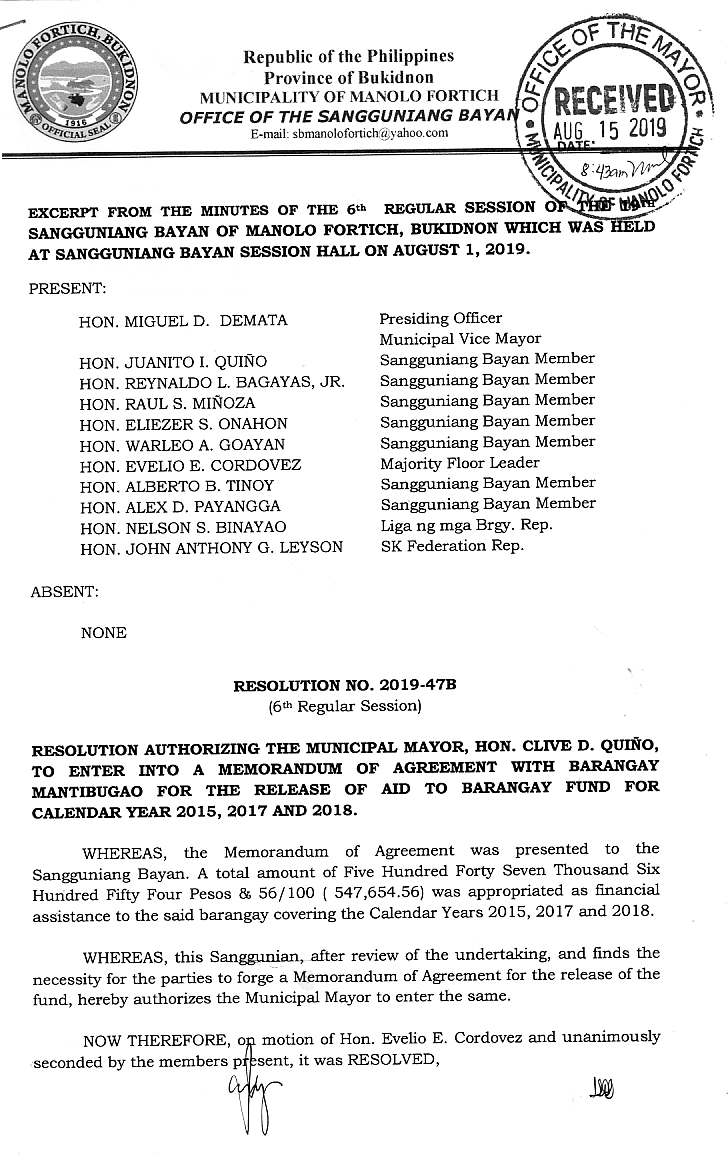 MANOLO FORTICH, BUKIDNON
1916
OFFICIAL SEAL
Republic of the Philippines
Province of Bukidnon
MUNICIPALITY OF MANOLO FORTICH
OFFICE OF THE SANGGUNIANG BAYAN
E-mail: sbmanolofortich@yahoo.com
OFFICE OF THE MAYOR
RECEIVED
AUG 15 2019
DATE:
8:43am
MUNICIPALITY OF MANOLO FORTICH
EXCERPT FROM THE MINUTES OF THE 6th REGULAR SESSION OF THE 19TH
SANGGUNIANG BAYAN OF MANOLO FORTICH, BUKIDNON WHICH WAS HELD
AT SANGGUNIANG BAYAN SESSION HALL ON AUGUST 1, 2019.
PRESENT:
HON. MIGUEL D. DEMATA Presiding Officer
Municipal Vice Mayor
HON. JUANITO I. QUIÑO Sangguniang Bayan Member
HON. REYNALDO L. BAGAYAS, JR. Sangguniang Bayan Member
HON. RAUL S. MIÑOZA Sangguniang Bayan Member
HON. ELIEZER S. ONAHON Sangguniang Bayan Member
HON. WARLEO A. GOAYAN Sangguniang Bayan Member
HON. EVELIO E. CORDOVEZ Majority Floor Leader
HON. ALBERTO B. TINOY Sangguniang Bayan Member
HON. ALEX D. PAYANGGA Sangguniang Bayan Member
HON. NELSON S. BINAYAO Liga ng mga Brgy. Rep.
HON. JOHN ANTHONY G. LEYSON SK Federation Rep.
ABSENT:
NONE
RESOLUTION NO. 2019-47B
(6th Regular Session)
RESOLUTION AUTHORIZING THE MUNICIPAL MAYOR, HON. CLIVE D. QUIÑO,
TO ENTER INTO A MEMORANDUM OF AGREEMENT WITH BARANGAY
MANTIBUGAO FOR THE RELEASE OF AID TO BARANGAY FUND FOR
CALENDAR YEAR 2015, 2017 AND 2018.
WHEREAS, the Memorandum of Agreement was presented to the
Sangguniang Bayan. A total amount of Five Hundred Forty Seven Thousand Six
Hundred Fifty Four Pesos & 56/100 ( 547,654.56) was appropriated as financial
assistance to the said barangay covering the Calendar Years 2015, 2017 and 2018.
WHEREAS, this Sanggunian, after review of the undertaking, and finds the
necessity for the parties to forge a Memorandum of Agreement for the release of the
fund, hereby authorizes the Municipal Mayor to enter the same.
NOW THEREFORE, on motion of Hon. Evelio E. Cordovez and unanimously
seconded by the members present, it was RESOLVED,